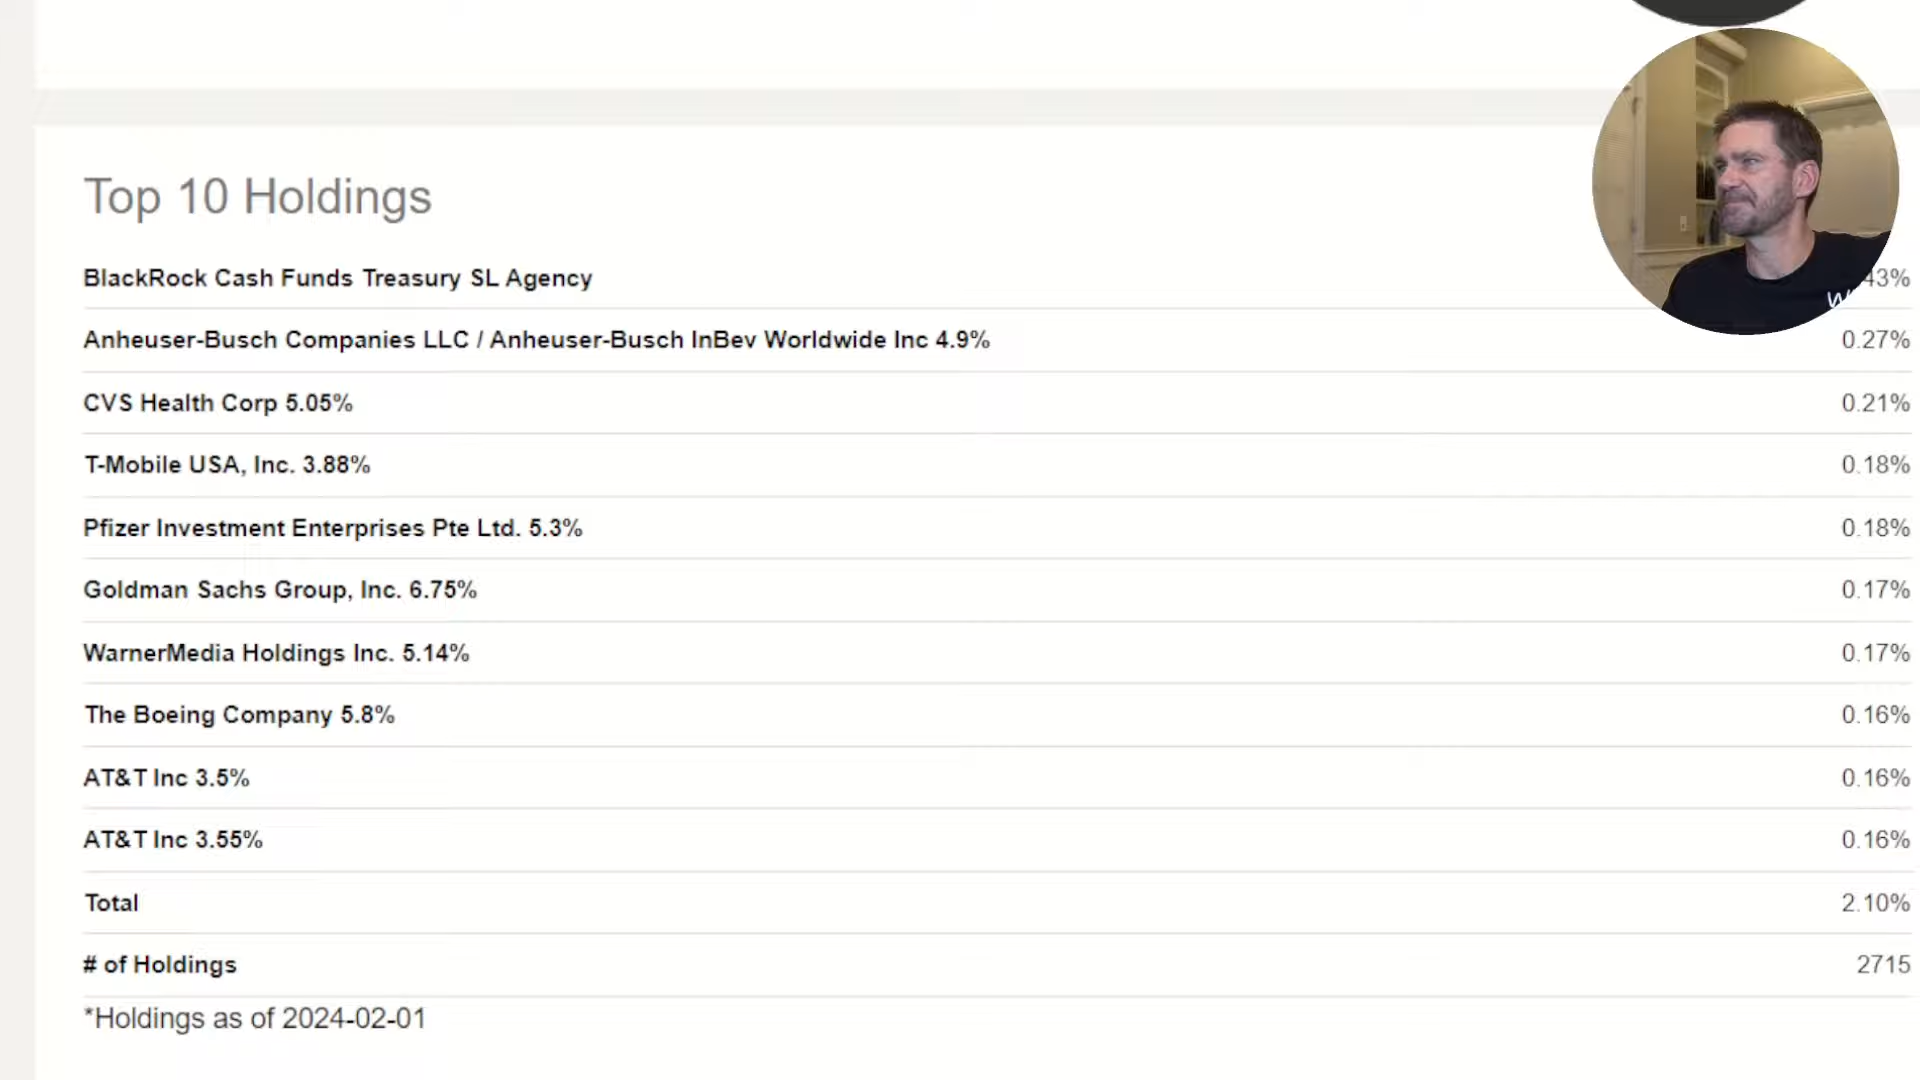 Top 10 Holdings
BlackRock Cash Funds Treasury SL Agency 43%
Anheuser-Busch Companies LLC / Anheuser-Busch InBev Worldwide Inc 4.9% 0.27%
CVS Health Corp 5.05% 0.21%
T-Mobile USA, Inc. 3.88% 0.18%
Pfizer Investment Enterprises Pte Ltd. 5.3% 0.18%
Goldman Sachs Group, Inc. 6.75% 0.17%
WarnerMedia Holdings Inc. 5.14% 0.17%
The Boeing Company 5.8% 0.16%
AT&T Inc 3.5% 0.16%
AT&T Inc 3.55% 0.16%
Total 2.10%
# of Holdings 2715
*Holdings as of 2024-02-01